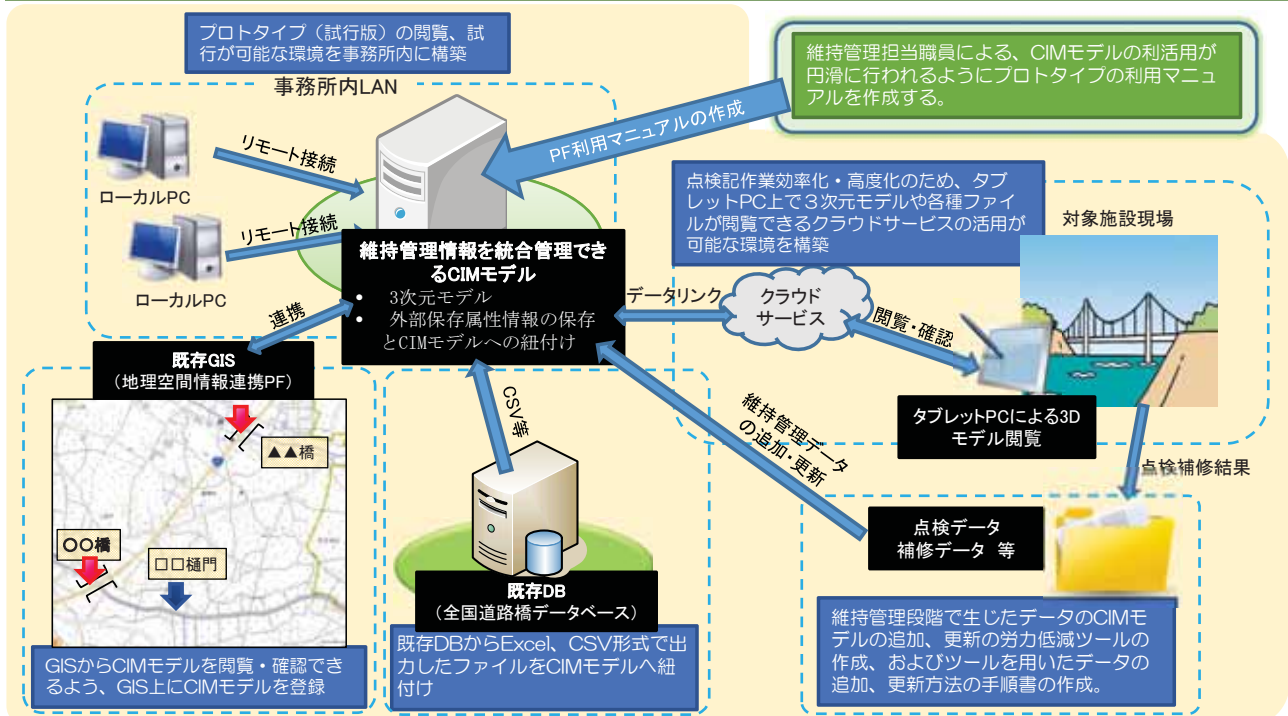 プロトタイプ（試行版）の閲覧、試
行が可能な環境を事務所内に構築
維持管理担当職員による、CIMモデルの利活用が
円滑に行われるようにプロトタイプの利用マニュ
アルを作成する。
事務所内LAN
PF利用マニュアルの作成
リモート接続
ローカルPC
リモート接続
ローカルPC
点検記作業効率化・高度化のため、タブ
レットPC上で３次元モデルや各種ファイ
ルが閲覧できるクラウドサービスの活用が
可能な環境を構築
対象施設現場
維持管理情報を統合管理でき
るCIMモデル
• 3次元モデル
• 外部保存属性情報の保存
とCIMモデルへの紐付け
データリンク
クラウド
サービス
閲覧・確認
連携
既存GIS
（地理空間情報連携PF）
▲▲橋
〇〇橋
□□樋門
GISからCIMモデルを閲覧・確認でき
るよう、GIS上にCIMモデルを登録
CSV等
既存DB
（全国道路橋データベース）
既存DBからExcel、CSV形式で出
力したファイルをCIMモデルへ紐
付け
維持管理データ
の追加・更新
タブレットPCによる3D
モデル閲覧
点検補修結果
点検データ
補修データ 等
維持管理段階で生じたデータのCIMモ
デルの追加、更新の労力低減ツールの
作成、およびツールを用いたデータの
追加、更新方法の手順書の作成。